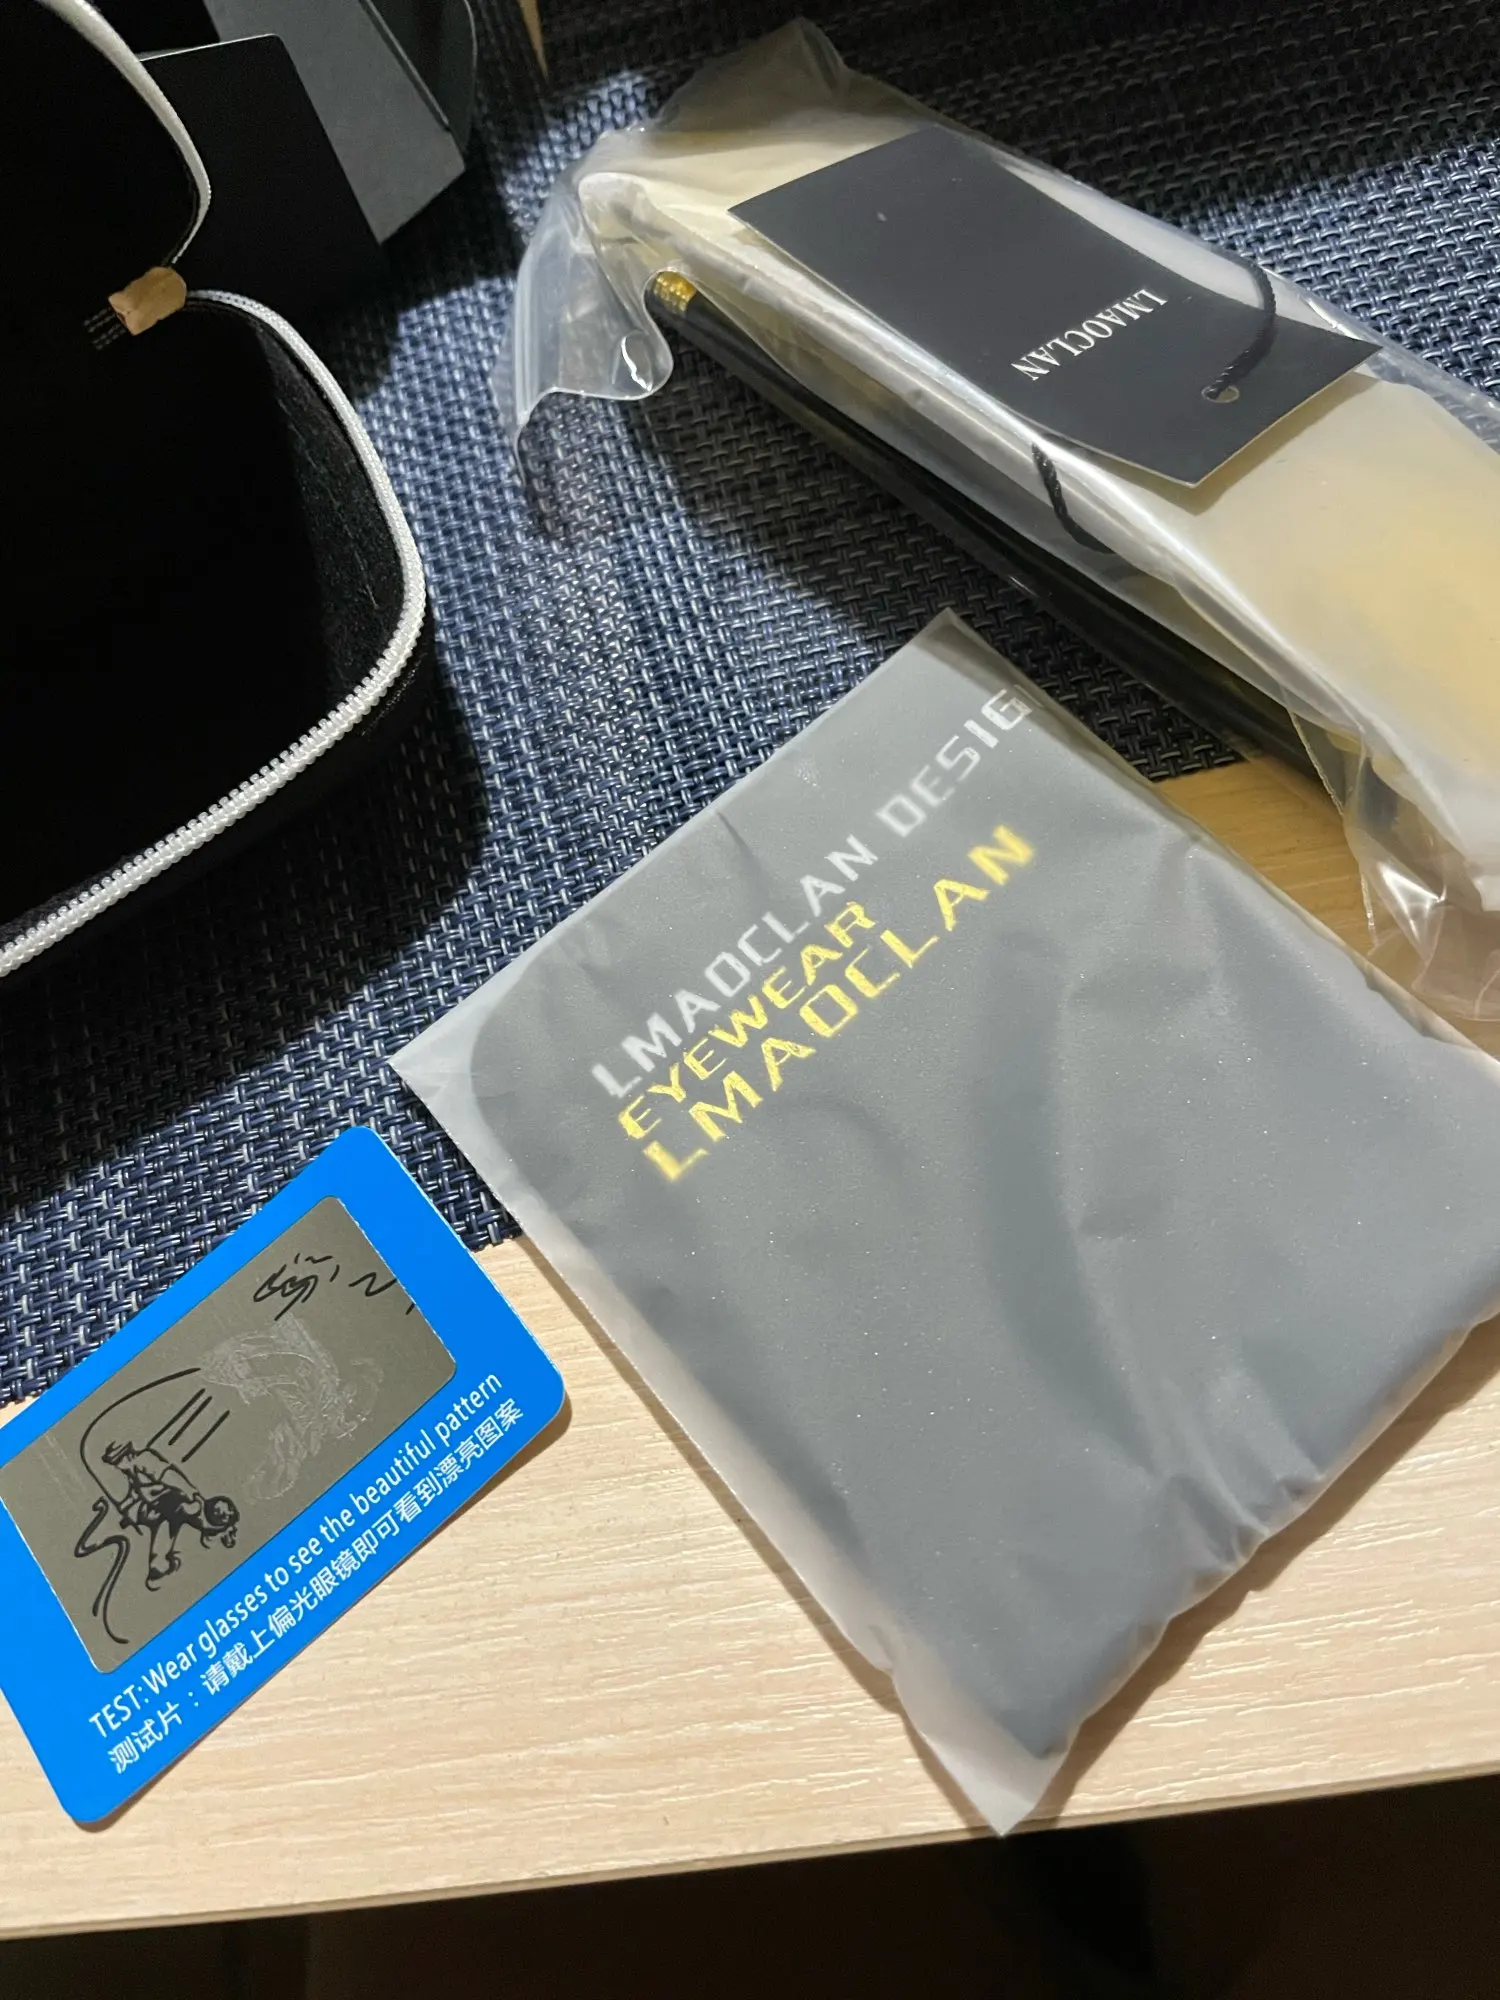 LMAOCLAN
LMAOCLAN DESIG
EYEWEAR
LMAOCLAN
TEST: Wear glasses to see the beautiful pattern
测试片：请戴上偏光眼镜即可看到漂亮图案